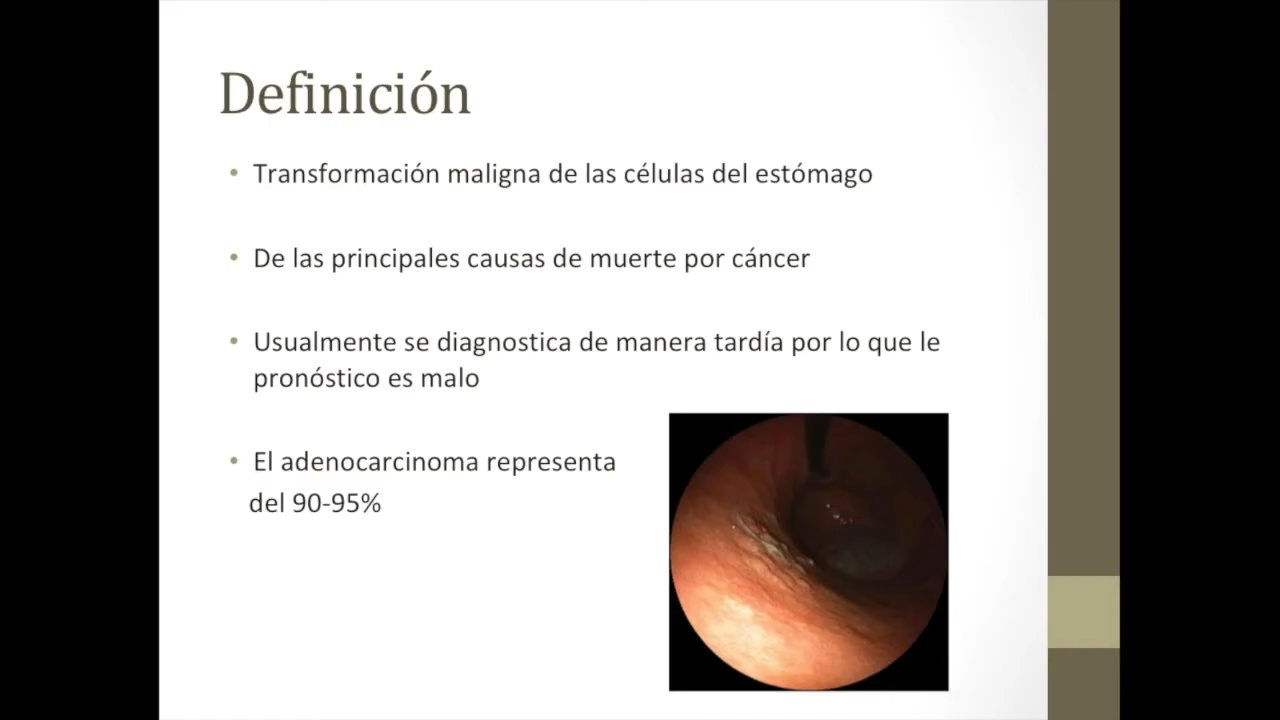 Definición
• Transformación maligna de las células del estómago
• De las principales causas de muerte por cáncer
• Usualmente se diagnostica de manera tardía por lo que le
pronóstico es malo
• El adenocarcinoma representa
del 90-95%